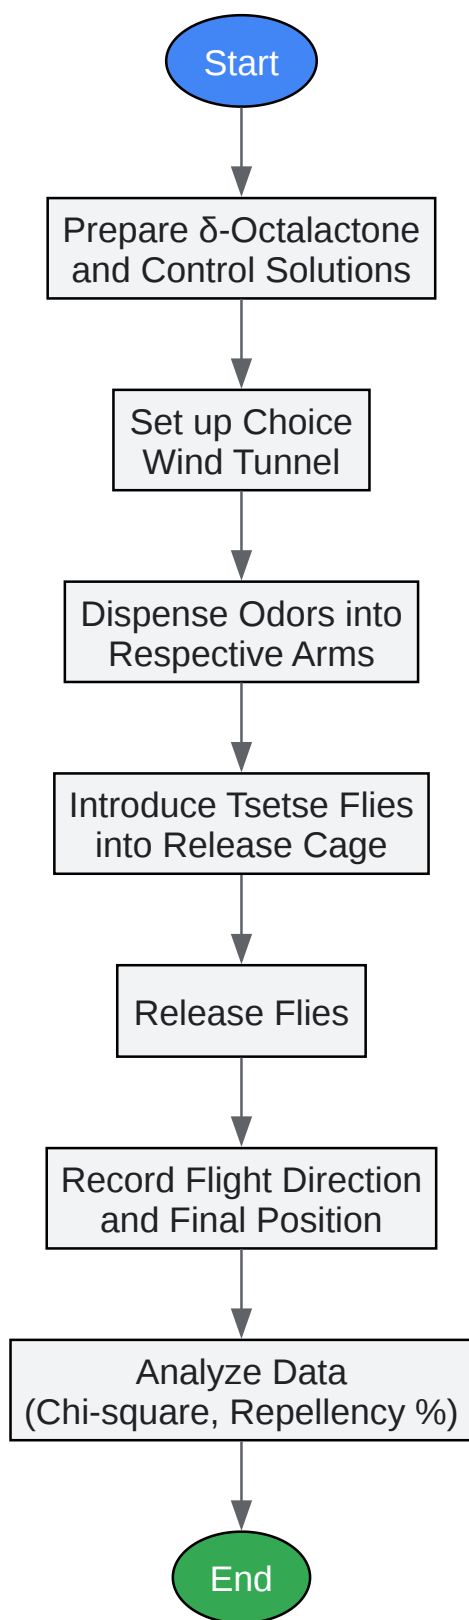 Start
Prepare δ-Octalactone
and Control Solutions
Set up Choice
Wind Tunnel
Dispense Odors into
Respective Arms
Introduce Tsetse Flies
into Release Cage
Release Flies
Record Flight Direction
and Final Position
Analyze Data
(Chi-square, Repellency %)
End